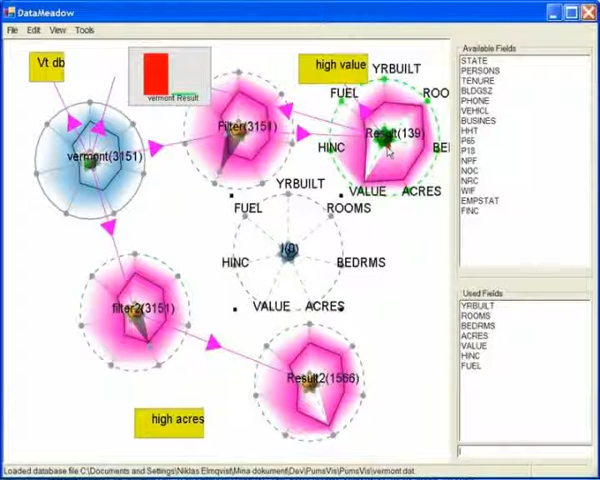 DataMeadow
File Edit View Tools
Vt db
vermont Result
high value
YRBUILT
FUEL
ROO
HINC
BE
VALUE
ACRES
vermont(3151)
Filter(3151)
Result(139)
YRBUILT
FUEL
ROOMS
HINC
BEDRMS
VALUE
ACRES
filter2(3151)
Result2(1566)
high acres
Available Fields
STATE
PERSONS
TENURE
BLDGSZ
PHONE
VEHICL
BUSINES
HHT
P65
P18
NPF
NOC
NRC
WIF
EMPSTAT
FINC
Used Fields
YRBUILT
ROOMS
BEDRMS
ACRES
VALUE
HINC
FUEL
Loaded database file C:\Documents and Settings\Niklas Elmqvist\Mina dokument\Dev\PumsVis\PumsVis\vermont.dat.